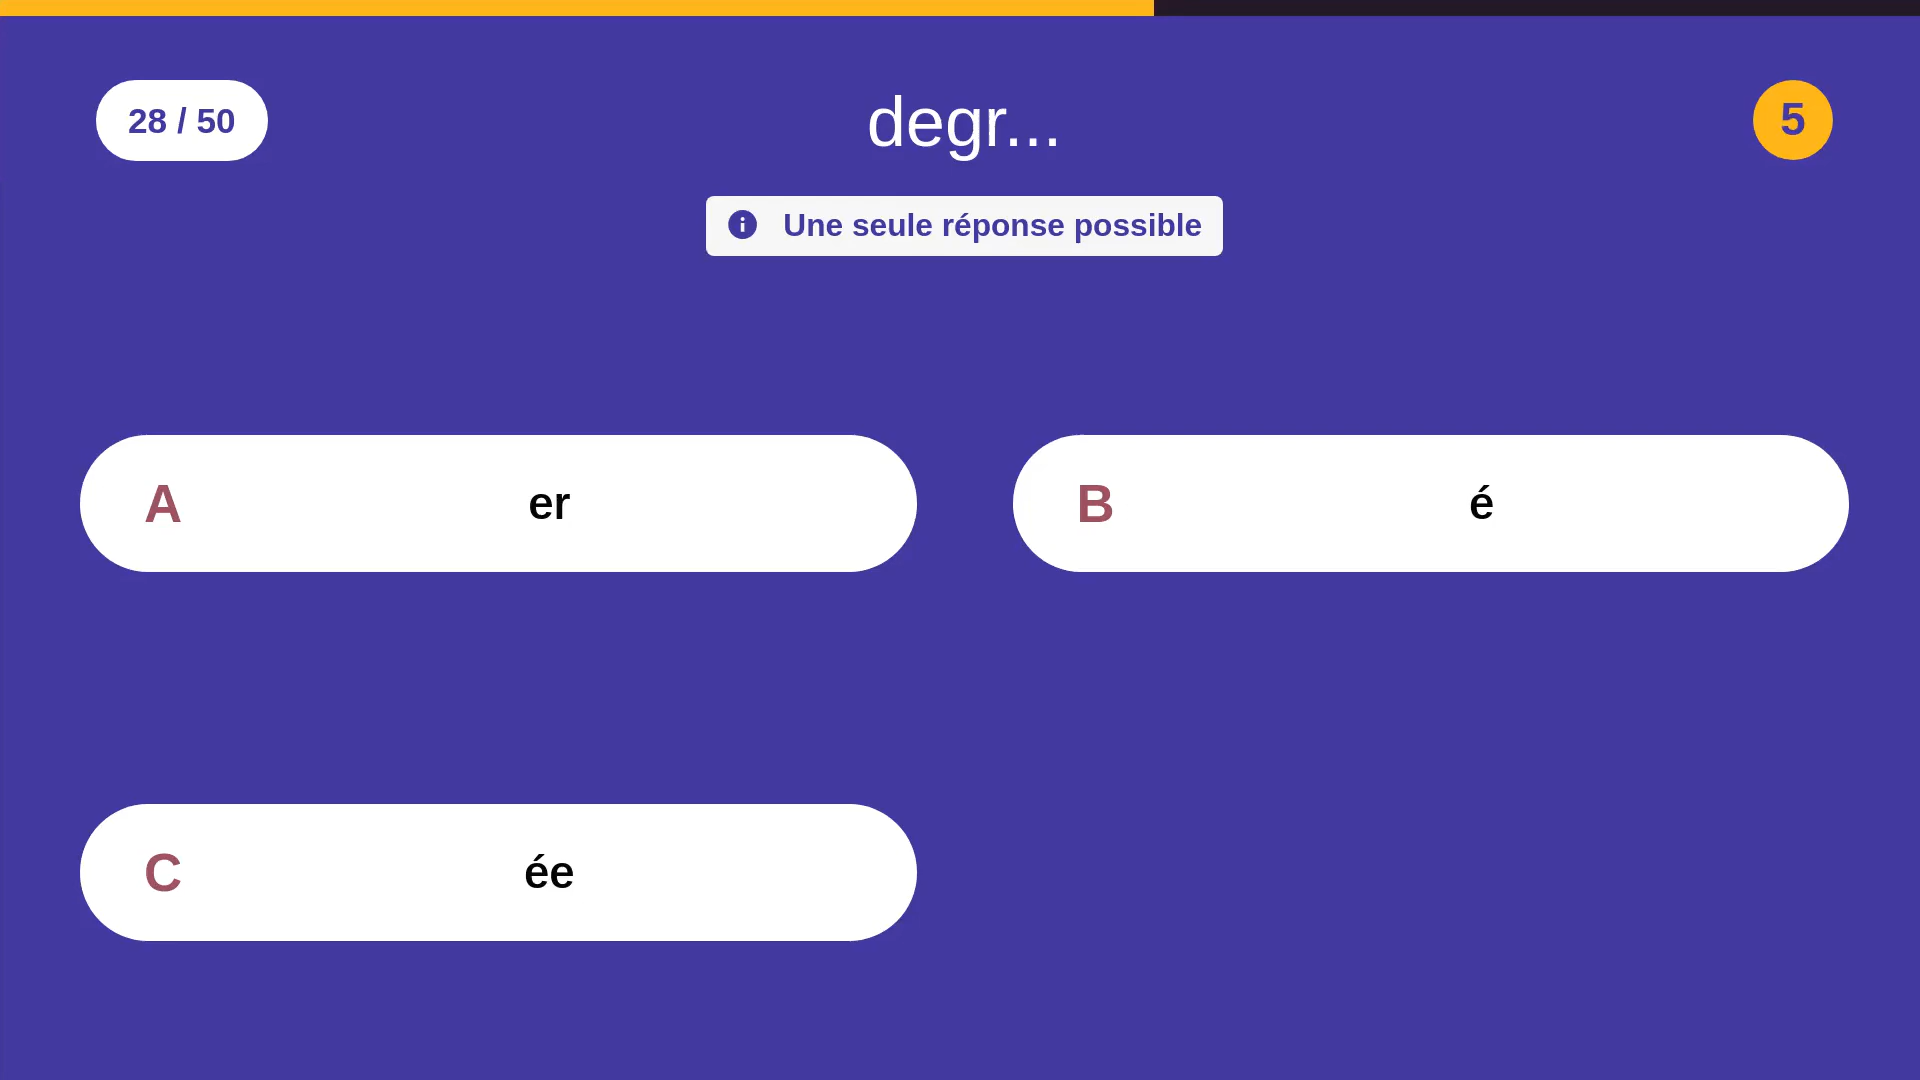 28 / 50
degr...
5
Une seule réponse possible
A er
B é
C ée